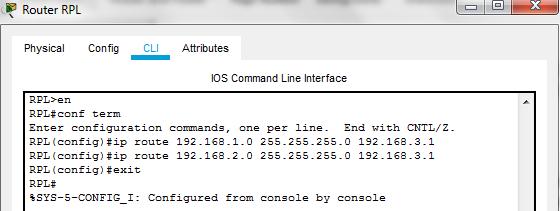 Router RPL
Physical Config CLI Attributes
IOS Command Line Interface
RPL>en
RPL#conf term
Enter configuration commands, one per line.  End with CNTL/Z.
RPL(config)#ip route 192.168.1.0 255.255.255.0 192.168.3.1
RPL(config)#ip route 192.168.2.0 255.255.255.0 192.168.3.1
RPL(config)#exit
RPL#
%SYS-5-CONFIG_I: Configured from console by console